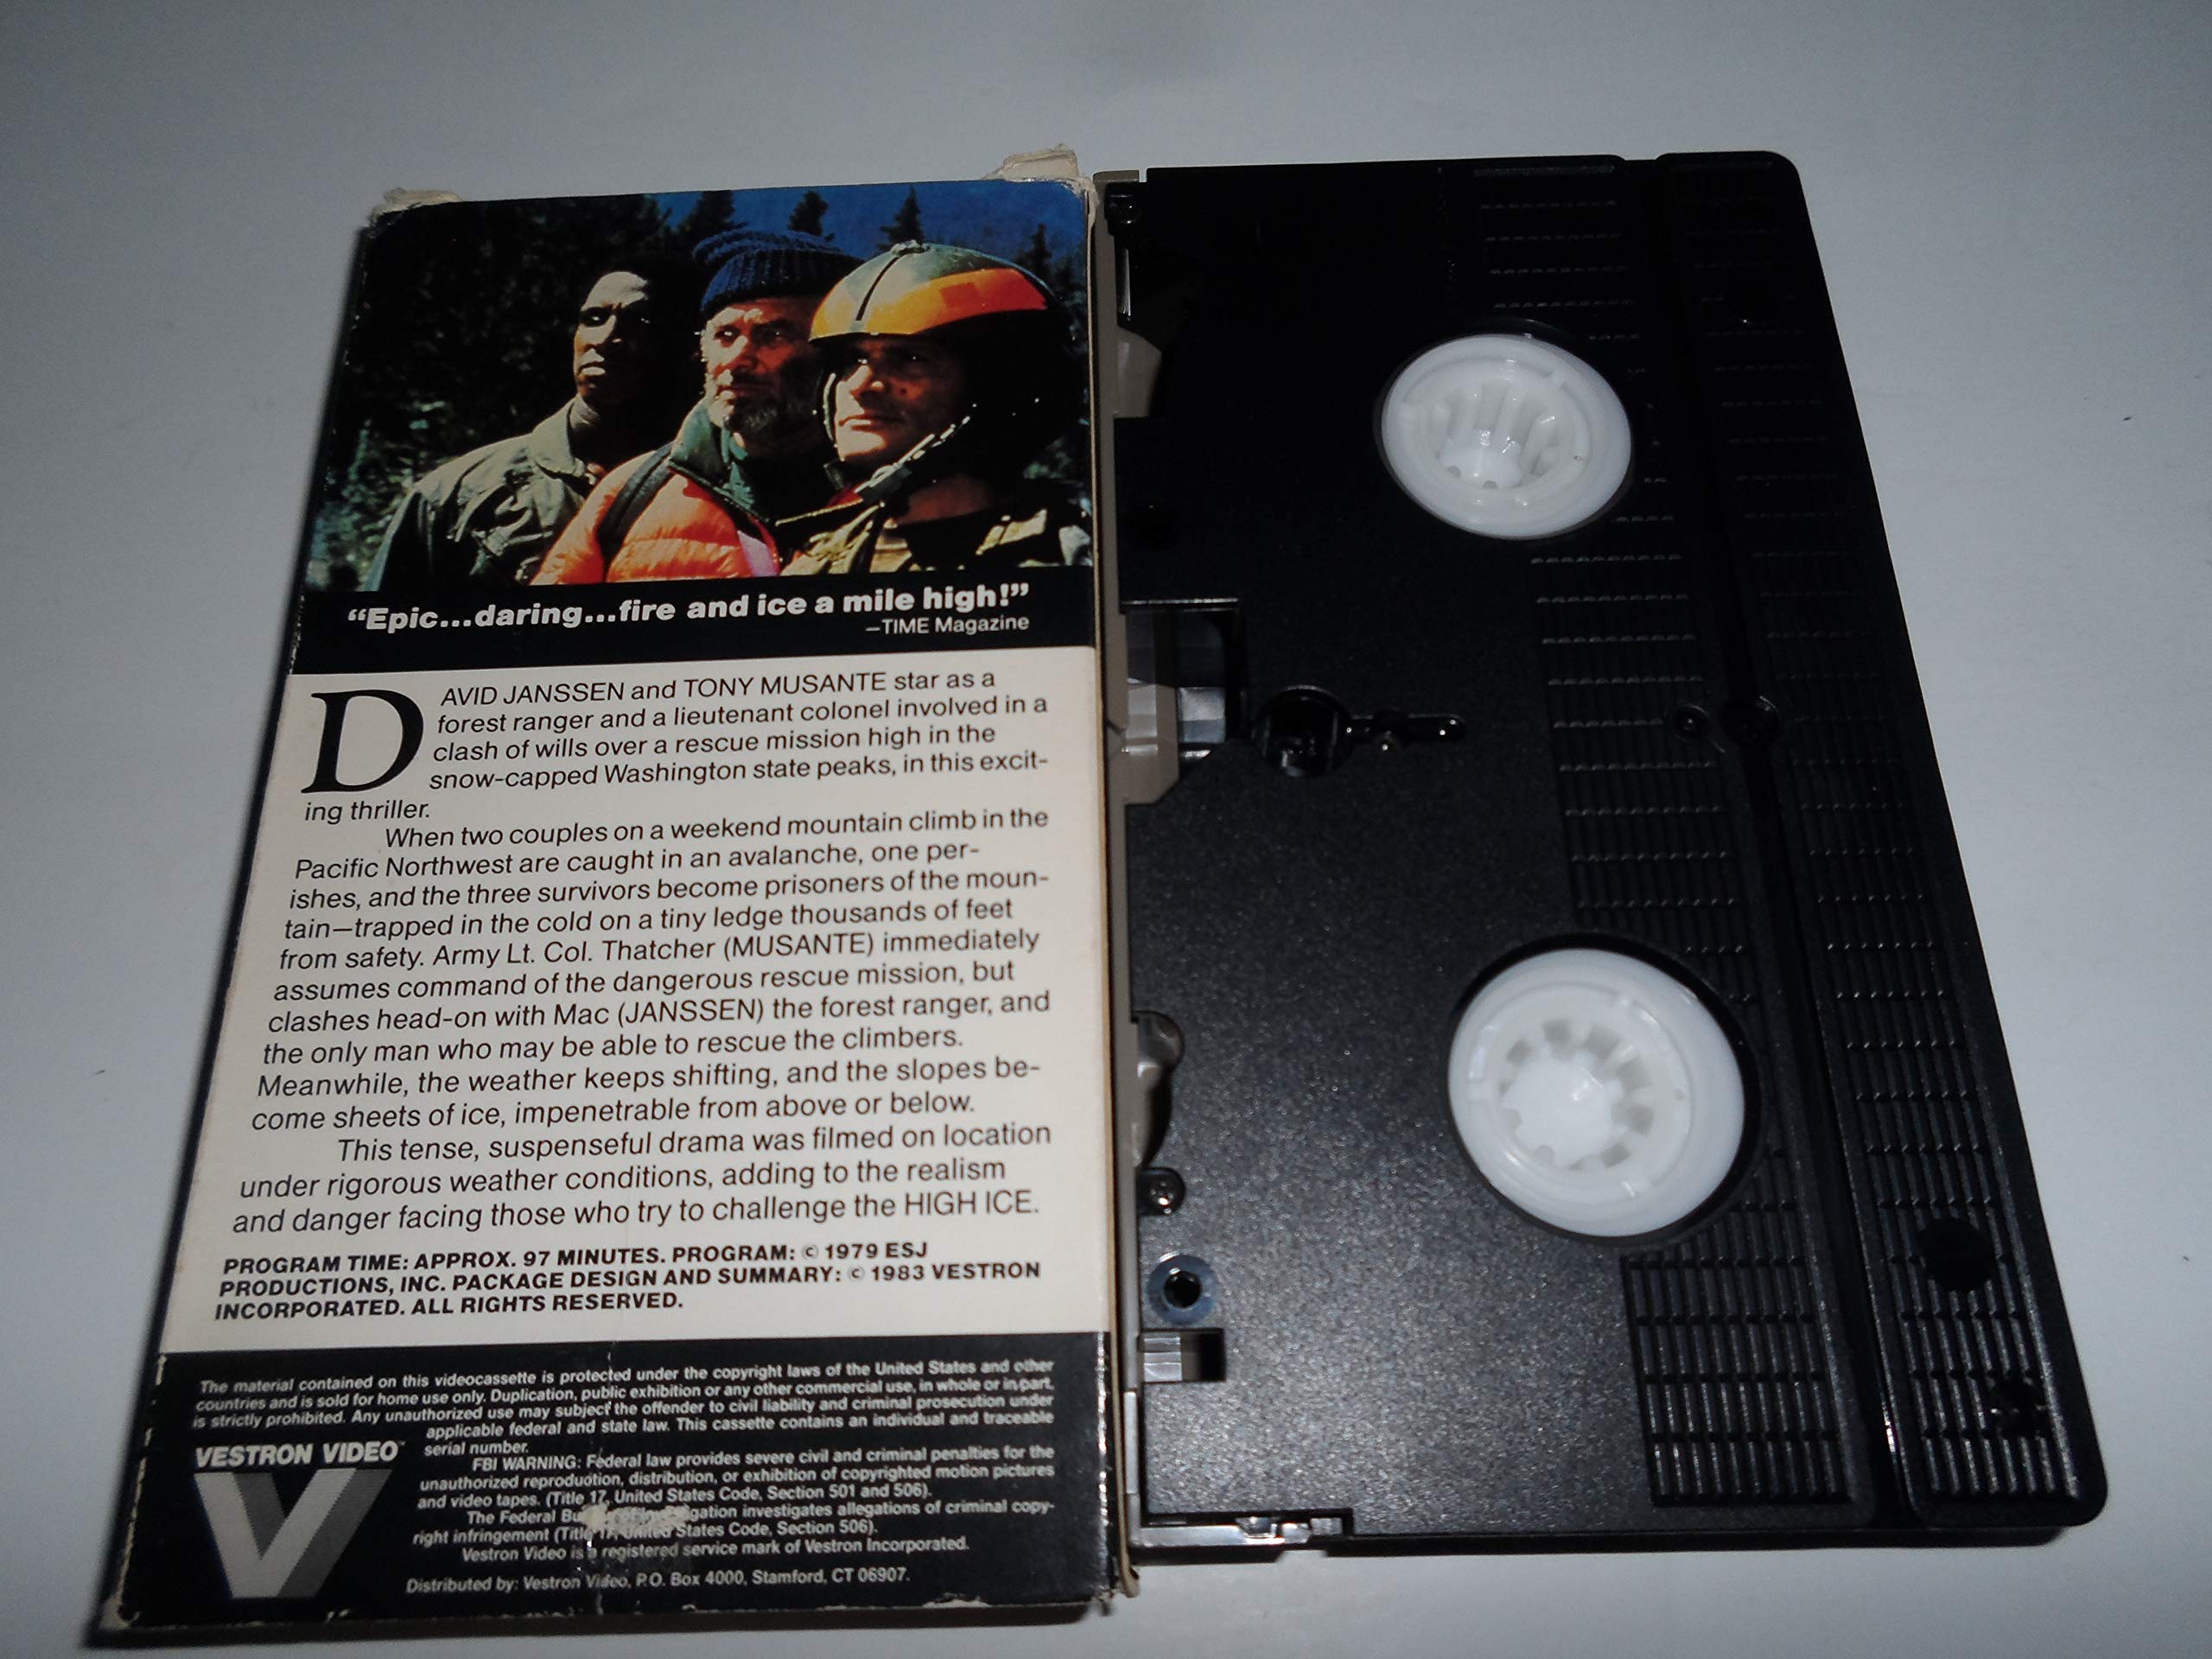 “Epic...daring...fire and ice a mile high!”
—TIME Magazine
DAVID JANSSEN and TONY MUSANTE star as a
forest ranger and a lieutenant colonel involved in a
clash of wills over a rescue mission high in the
snow-capped Washington state peaks, in this excit-
ing thriller.
When two couples on a weekend mountain climb in the
Pacific Northwest are caught in an avalanche, one per-
ishes, and the three survivors become prisoners of the moun-
tain—trapped in the cold on a tiny ledge thousands of feet
from safety. Army Lt. Col. Thatcher (MUSANTE) immediately
assumes command of the dangerous rescue mission, but
clashes head-on with Mac (JANSSEN) the forest ranger, and
the only man who may be able to rescue the climbers.
Meanwhile, the weather keeps shifting, and the slopes be-
come sheets of ice, impenetrable from above or below.
This tense, suspenseful drama was filmed on location
under rigorous weather conditions, adding to the realism
and danger facing those who try to challenge the HIGH ICE.
PROGRAM TIME: APPROX. 97 MINUTES. PROGRAM: © 1979 ESJ
PRODUCTIONS, INC. PACKAGE DESIGN AND SUMMARY: © 1983 VESTRON
INCORPORATED. ALL RIGHTS RESERVED.
The material contained on this videocassette is protected under the copyright laws of the United States and other
countries and is sold for home use only. Duplication, public exhibition or any other commercial use, in whole or in part,
is strictly prohibited. Any unauthorized use may subject the offender to civil liability and criminal prosecution under
applicable federal and state law. This cassette contains an individual and traceable
serial number.
VESTRON VIDEO™
V
FBI WARNING: Federal law provides severe civil and criminal penalties for the
unauthorized reproduction, distribution, or exhibition of copyrighted motion pictures
and video tapes. (Title 17, United States Code, Section 501 and 506).
The Federal Bureau of Investigation investigates allegations of criminal copy-
right infringement (Title 17, United States Code, Section 506).
Vestron Video is a registered service mark of Vestron Incorporated.
Distributed by: Vestron Video, P.O. Box 4000, Stamford, CT 06907.